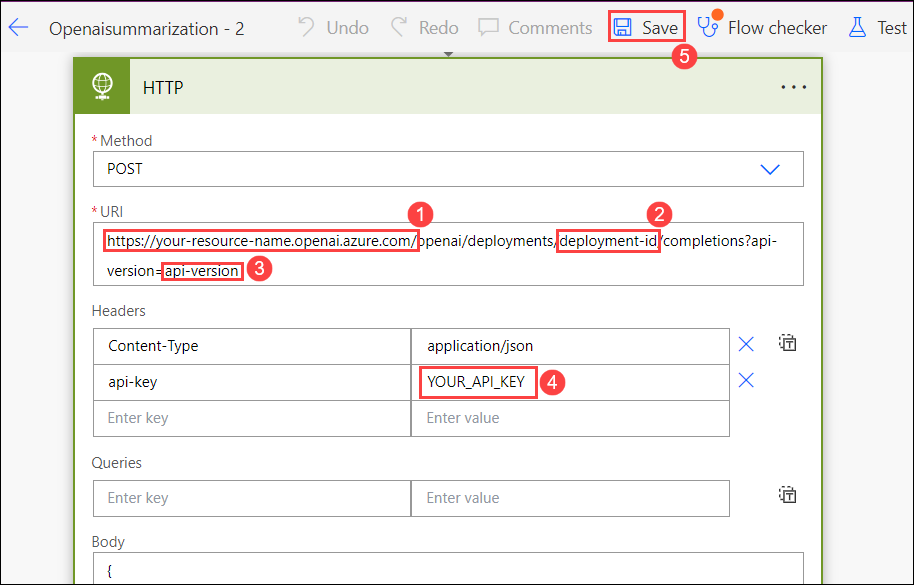 Openaisummarization - 2 Undo Redo Comments Save Flow checker Test
5
HTTP
* Method
POST
* URI
1 2
https://your-resource-name.openai.azure.com/openai/deployments/deployment-id/completions?api-
version=api-version 3
Headers
Content-Type application/json
api-key YOUR_API_KEY 4
Enter key Enter value
Queries
Enter key Enter value
Body
{